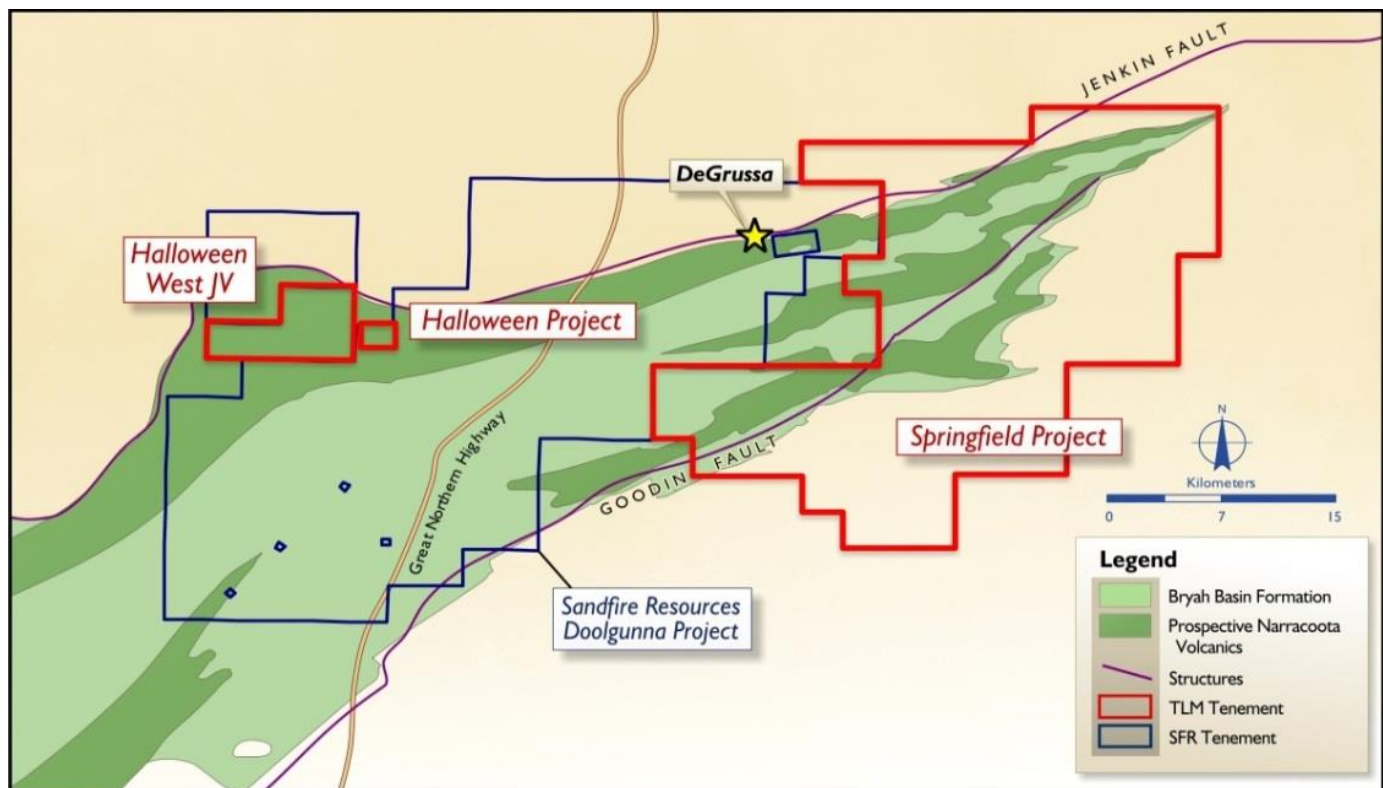 JENKIN FAULT
DeGrussa
Halloween
West JV
Halloween Project
Springfield Project
GOODIN FAULT
Great Northern Highway
Sandfire Resources
Doolgunna Project
N
Kilometers
0 7 15
Legend
Bryah Basin Formation
Prospective Narracoota
Volcanics
Structures
TLM Tenement
SFR Tenement